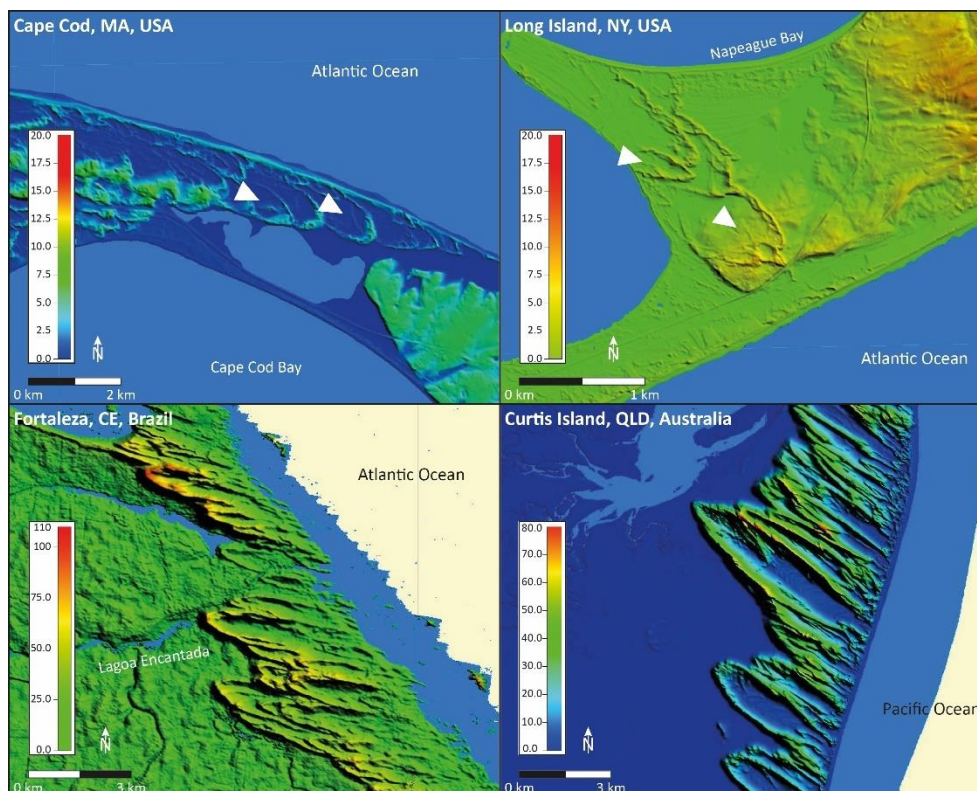 Cape Cod, MA, USA
Atlantic Ocean
20.0
17.5
15.0
12.5
10.0
7.5
5.0
2.5
0.0
N
0 km 2 km
Cape Cod Bay
Long Island, NY, USA
Napeague Bay
20.0
17.5
15.0
12.5
10.0
7.5
5.0
2.5
0.0
N
0 km 1 km
Atlantic Ocean
Fortaleza, CE, Brazil
Atlantic Ocean
110
100
75.0
50.0
25.0
0.0
Lagoa Encantada
N
0 km 3 km
Curtis Island, QLD, Australia
80.0
70.0
60.0
50.0
40.0
30.0
20.0
10.0
0.0
N
0 km 3 km
Pacific Ocean